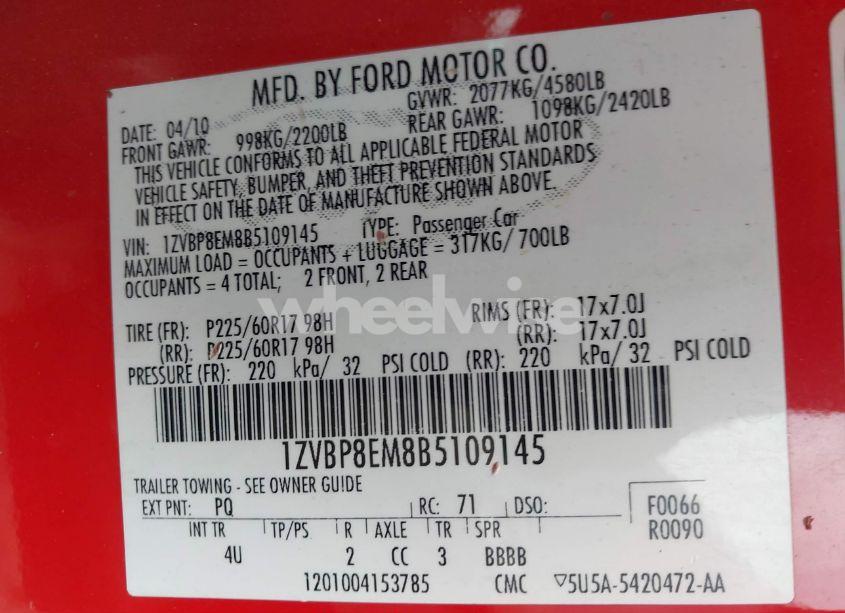 MFD. BY FORD MOTOR CO.
DATE: 04/10 GVWR: 2077KG/4580LB
FRONT GAWR: 998KG/2200LB REAR GAWR: 1098KG/2420LB
THIS VEHICLE CONFORMS TO ALL APPLICABLE FEDERAL MOTOR
VEHICLE SAFETY, BUMPER, AND THEFT PREVENTION STANDARDS
IN EFFECT ON THE DATE OF MANUFACTURE SHOWN ABOVE.
VIN: 1ZVBP8EM8B5109145 TYPE: Passenger Car
MAXIMUM LOAD = OCCUPANTS + LUGGAGE = 317KG/ 700LB
OCCUPANTS = 4 TOTAL; 2 FRONT, 2 REAR
wheelwire
TIRE (FR): P225/60R17 98H RIMS (FR): 17x7.0J
(RR): P225/60R17 98H (RR): 17x7.0J
PRESSURE (FR): 220 kPa/ 32 PSI COLD (RR): 220 kPa/ 32 PSI COLD
1ZVBP8EM8B5109145
TRAILER TOWING - SEE OWNER GUIDE
EXT PNT: PQ RC: 71 DSO: F0066
R0090
INT TR TP/PS R AXLE TR SPR
4U 2 CC 3 BBBB
1201004153785 CMC ▽5U5A-5420472-AA